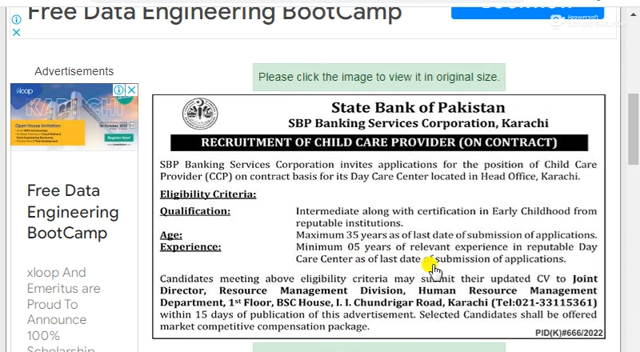 Free Data Engineering BootCamp
Advertisements
Please click the image to view it in original size.
xloop
Free Data
Engineering
BootCamp
xloop And
Emeritus are
Proud To
Announce
100%
Scholarship
State Bank of Pakistan
SBP Banking Services Corporation, Karachi
RECRUITMENT OF CHILD CARE PROVIDER (ON CONTRACT)
SBP Banking Services Corporation invites applications for the position of Child Care
Provider (CCP) on contract basis for its Day Care Center located in Head Office, Karachi.
Eligibility Criteria:
Qualification: Intermediate along with certification in Early Childhood from
reputable institutions.
Age: Maximum 35 years as of last date of submission of applications.
Experience: Minimum 05 years of relevant experience in reputable Day
Care Center as of last date of submission of applications.
Candidates meeting above eligibility criteria may submit their updated CV to Joint
Director, Resource Management Division, Human Resource Management
Department, 1st Floor, BSC House, I. I. Chundrigar Road, Karachi (Tel:021-33115361)
within 15 days of publication of this advertisement. Selected Candidates shall be offered
market competitive compensation package.
PID(K)#666/2022